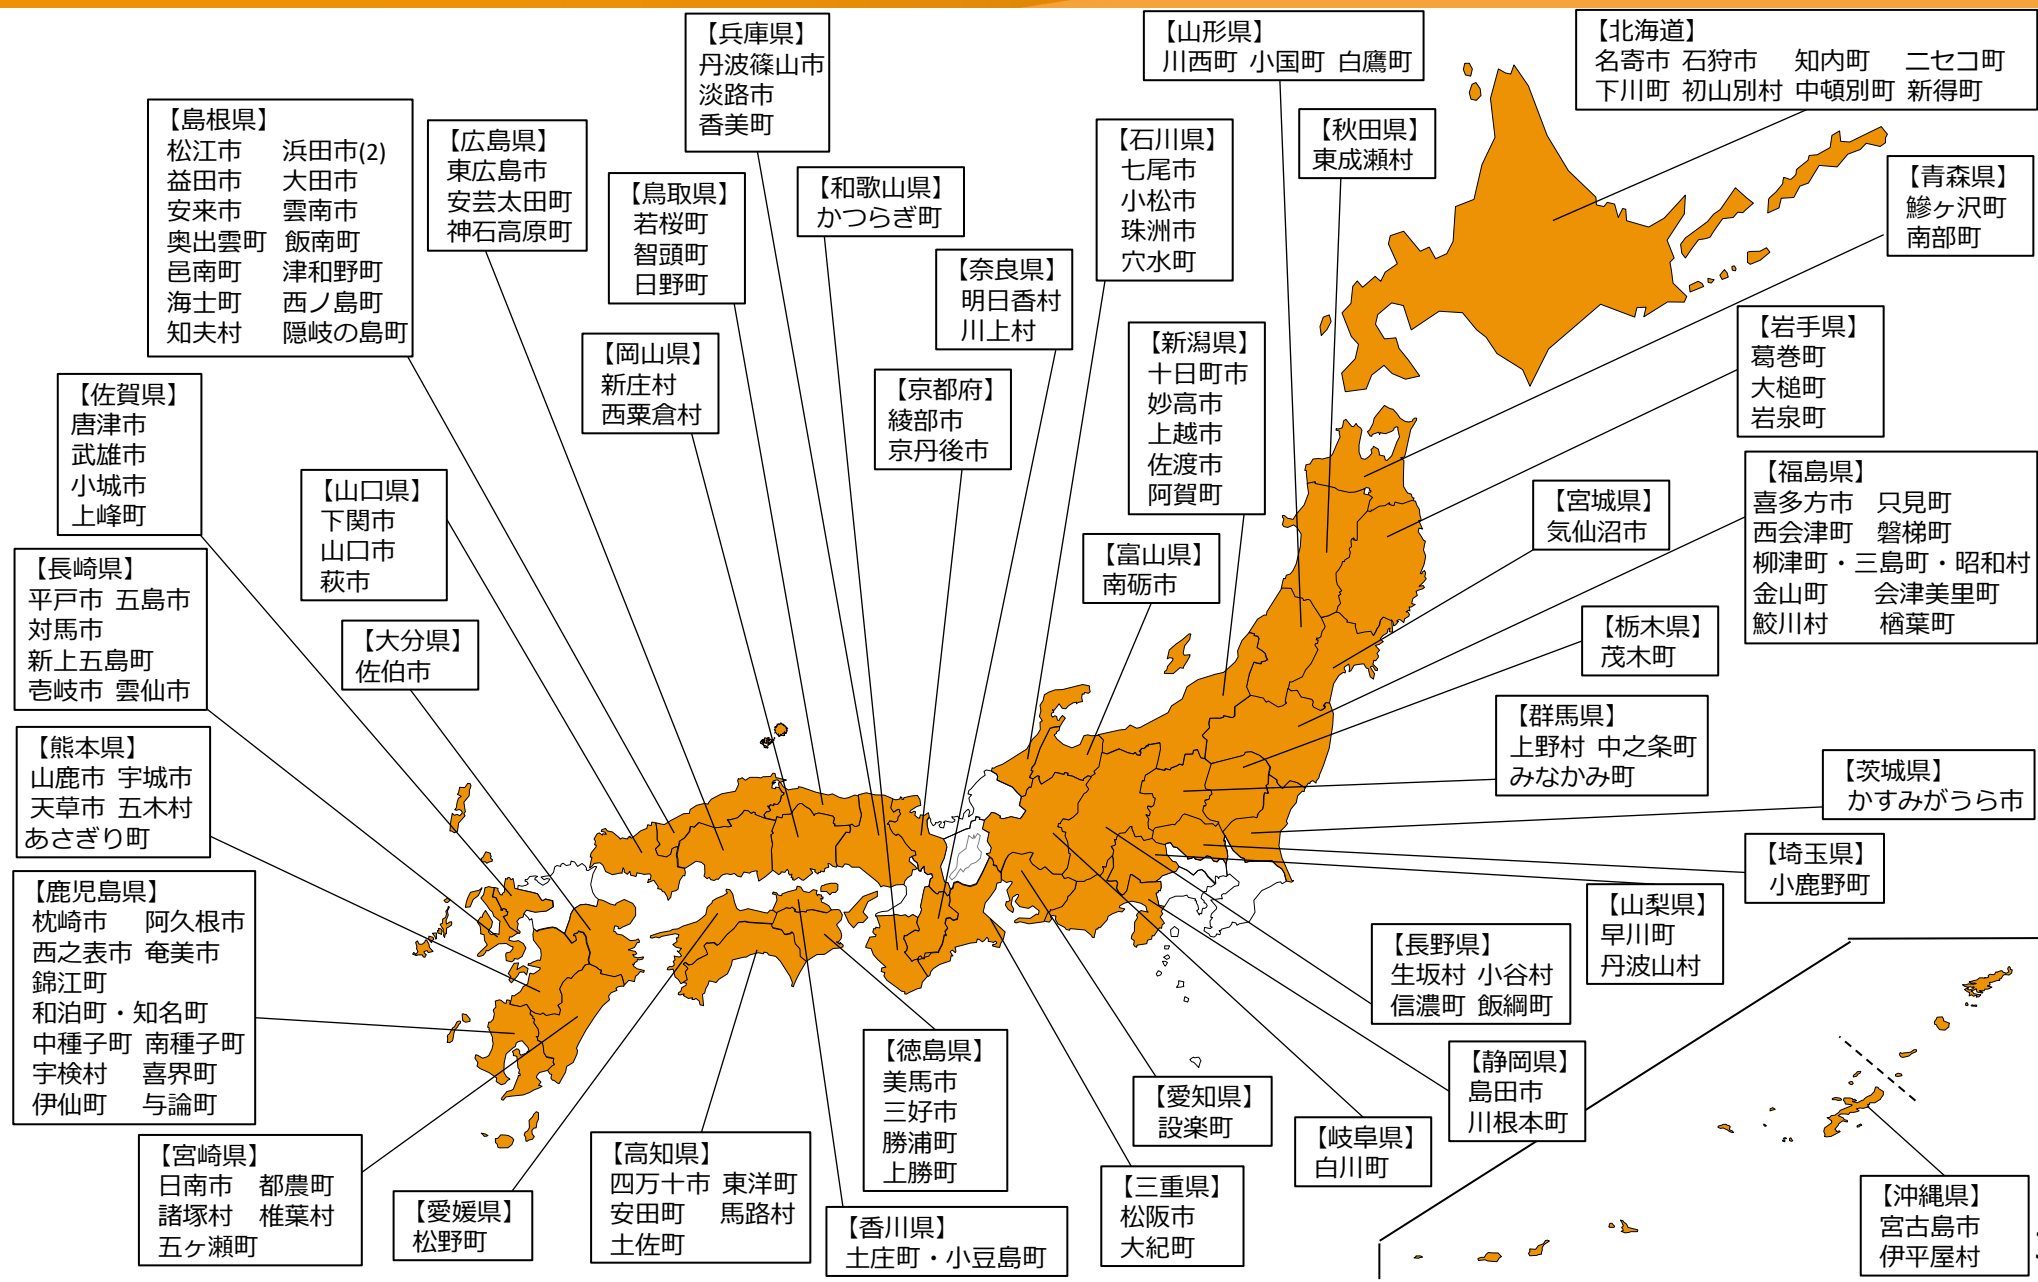 【兵庫県】
丹波篠山市
淡路市
香美町
【山形県】
川西町 小国町 白鷹町
【北海道】
名寄市 石狩市 知内町 ニセコ町
下川町 初山別村 中頓別町 新得町
【島根県】
松江市 浜田市(2)
益田市 大田市
安来市 雲南市
奥出雲町 飯南町
邑南町 津和野町
海士町 西ノ島町
知夫村 隠岐の島町
【広島県】
東広島市
安芸太田町
神石高原町
【鳥取県】
若桜町
智頭町
日野町
【和歌山県】
かつらぎ町
【石川県】
七尾市
小松市
珠洲市
穴水町
【秋田県】
東成瀬村
【青森県】
鰺ヶ沢町
南部町
【奈良県】
明日香村
川上村
【岡山県】
新庄村
西粟倉村
【京都府】
綾部市
京丹後市
【新潟県】
十日町市
妙高市
上越市
佐渡市
阿賀町
【岩手県】
葛巻町
大槌町
岩泉町
【佐賀県】
唐津市
武雄市
小城市
上峰町
【山口県】
下関市
山口市
萩市
【富山県】
南砺市
【宮城県】
気仙沼市
【福島県】
喜多方市 只見町
西会津町 磐梯町
柳津町・三島町・昭和村
金山町 会津美里町
鮫川村 楢葉町
【長崎県】
平戸市 五島市
対馬市
新上五島町
壱岐市 雲仙市
【大分県】
佐伯市
【栃木県】
茂木町
【群馬県】
上野村 中之条町
みなかみ町
【熊本県】
山鹿市 宇城市
天草市 五木村
あさぎり町
【茨城県】
かすみがうら市
【埼玉県】
小鹿野町
【鹿児島県】
枕崎市 阿久根市
西之表市 奄美市
錦江町
和泊町・知名町
中種子町 南種子町
宇検村 喜界町
伊仙町 与論町
【山梨県】
早川町
丹波山村
【長野県】
生坂村 小谷村
信濃町 飯綱町
【静岡県】
島田市
川根本町
【徳島県】
美馬市
三好市
勝浦町
上勝町
【愛知県】
設楽町
【岐阜県】
白川町
【宮崎県】
日南市 都農町
諸塚村 椎葉村
五ヶ瀬町
【愛媛県】
松野町
【高知県】
四万十市 東洋町
安田町 馬路村
土佐町
【香川県】
土庄町・小豆島町
【三重県】
松阪市
大紀町
【沖縄県】
宮古島市
伊平屋村